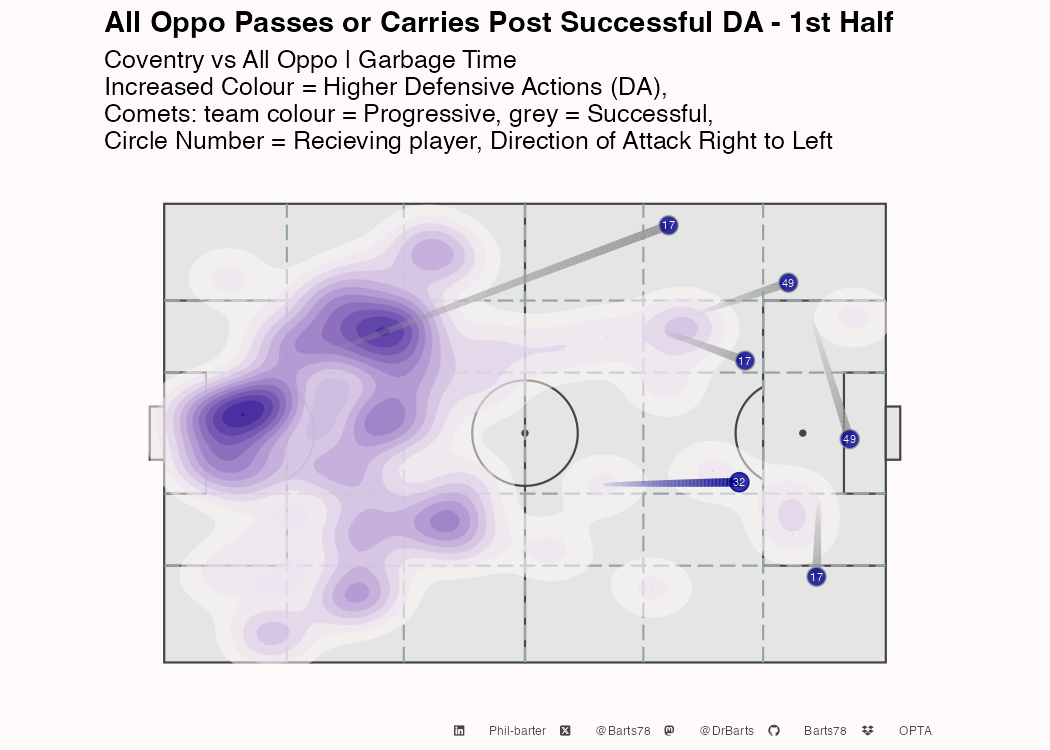 All Oppo Passes or Carries Post Successful DA - 1st Half
Coventry vs All Oppo | Garbage Time
Increased Colour = Higher Defensive Actions (DA),
Comets: team colour = Progressive, grey = Successful,
Circle Number = Recieving player, Direction of Attack Right to Left
17
49
17
49
32
17
Phil-barter @Barts78 @DrBarts Barts78 OPTA